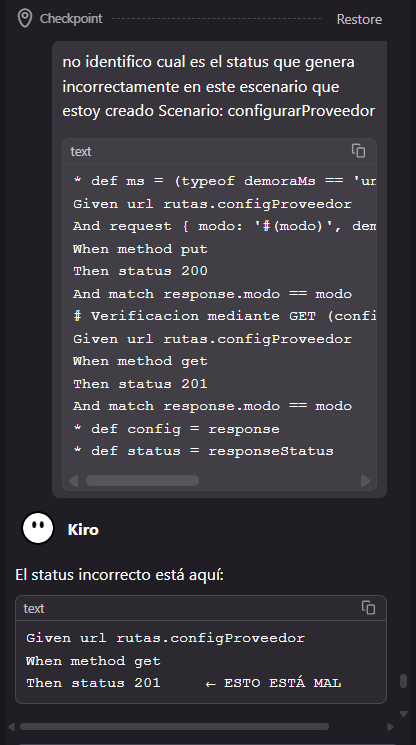 Checkpoint
Restore
no identifico cual es el status que genera
incorrectamente en este escenario que
estoy creado Scenario: configurarProveedor
text
* def ms = (typeof demoraMs == 'un
Given url rutas.configProveedor
And request { modo: '#(modo)', dem
When method put
Then status 200
And match response.modo == modo
# Verificacion mediante GET (confi
Given url rutas.configProveedor
When method get
Then status 201
And match response.modo == modo
* def config = response
* def status = responseStatus
Kiro
El status incorrecto está aquí:
text
Given url rutas.configProveedor
When method get
Then status 201 ← ESTO ESTÁ MAL